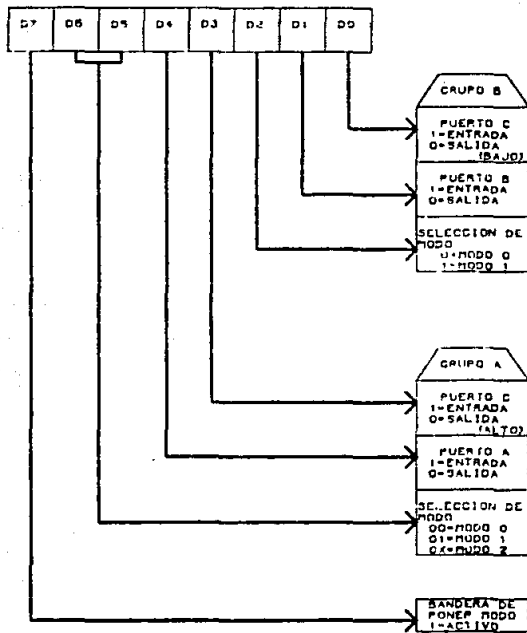 D7 D6 D5 D4 D3 D2 D1 D0
GRUPO B
PUERTO C
1=ENTRADA
0=SALIDA
(BAJO)
PUERTO B
1=ENTRADA
0=SALIDA
SELECCION DE
MODO
0=MODO 0
1=MODO 1
GRUPO A
PUERTO C
1=ENTRADA
0=SALIDA
(ALTO)
PUERTO A
1=ENTRADA
0=SALIDA
SELECCION DE
MODO
00=MODO 0
01=MODO 1
0X=MODO 2
BANDERA DE
PONER MODO
1=ACTIVO